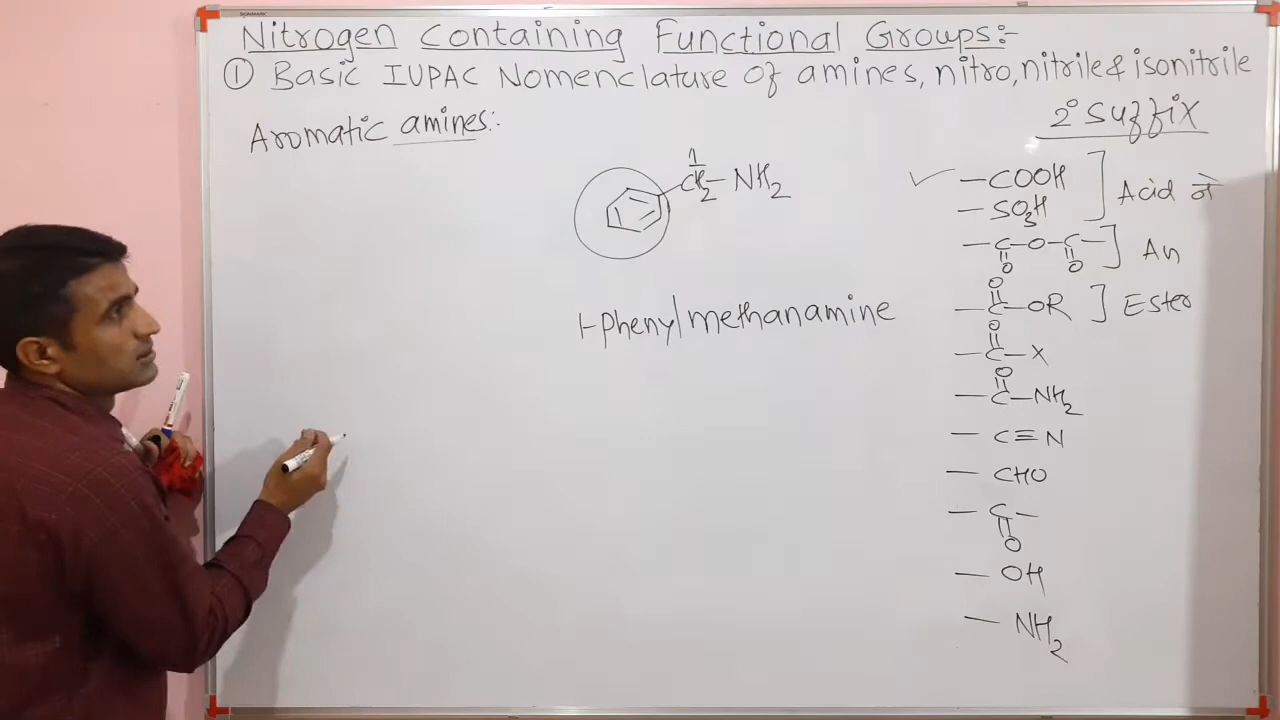 Nitrogen Containing Functional Groups:-
① Basic IUPAC Nomenclature of amines, nitro, nitrile & isonitrile
Aromatic amines:
2° Suffix
1
CH2-NH2
1-Phenylmethanamine
-COOH
-SO3H
] Acid ने
-C-O-C-
O O
] An
O
-C-OR
] Ester
O
-C-X
O
-C-NH2
-C≡N
-CHO
-C-
O
-OH
-NH2